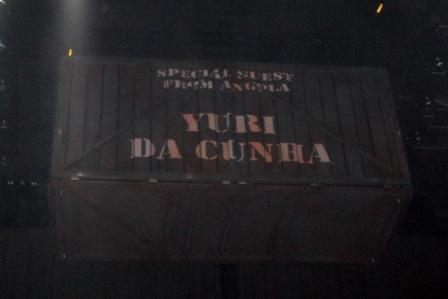 SPECIAL GUEST
FROM ANGOLA
YURI
DA CUNHA